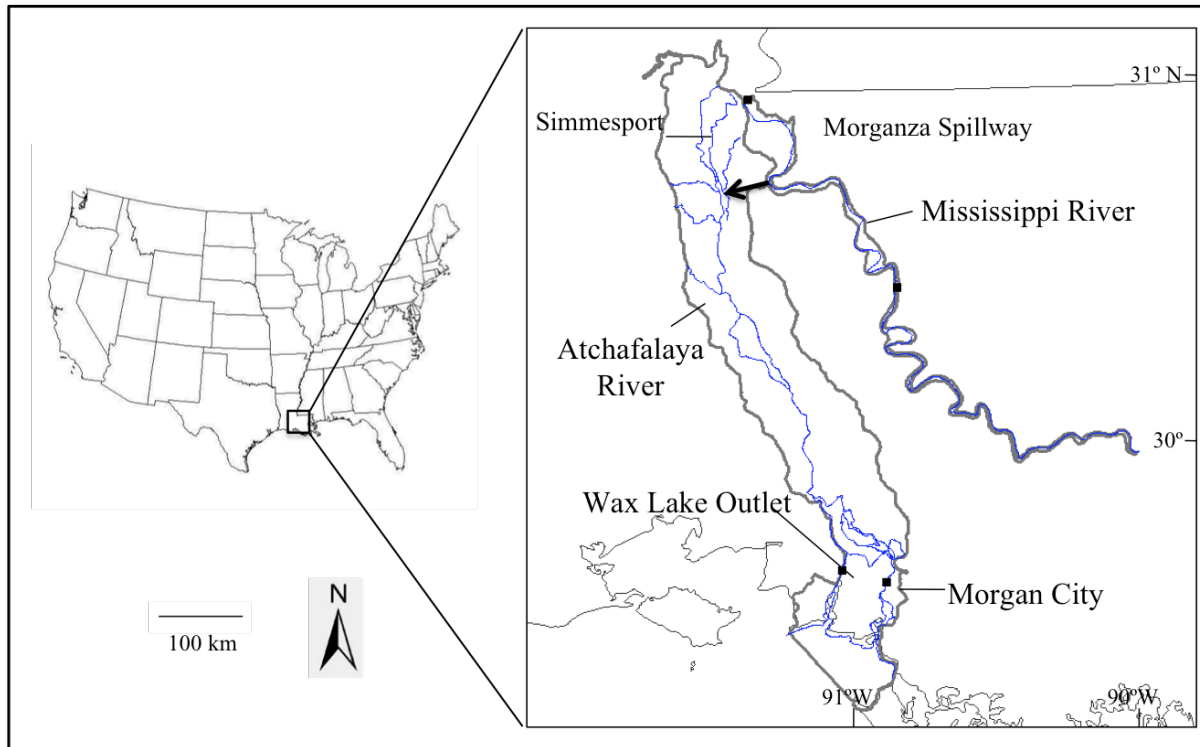 31º N
Simmesport
Morganza Spillway
Mississippi River
Atchafalaya
River
30º
Wax Lake Outlet
Morgan City
N
100 km
91ºW
90ºW